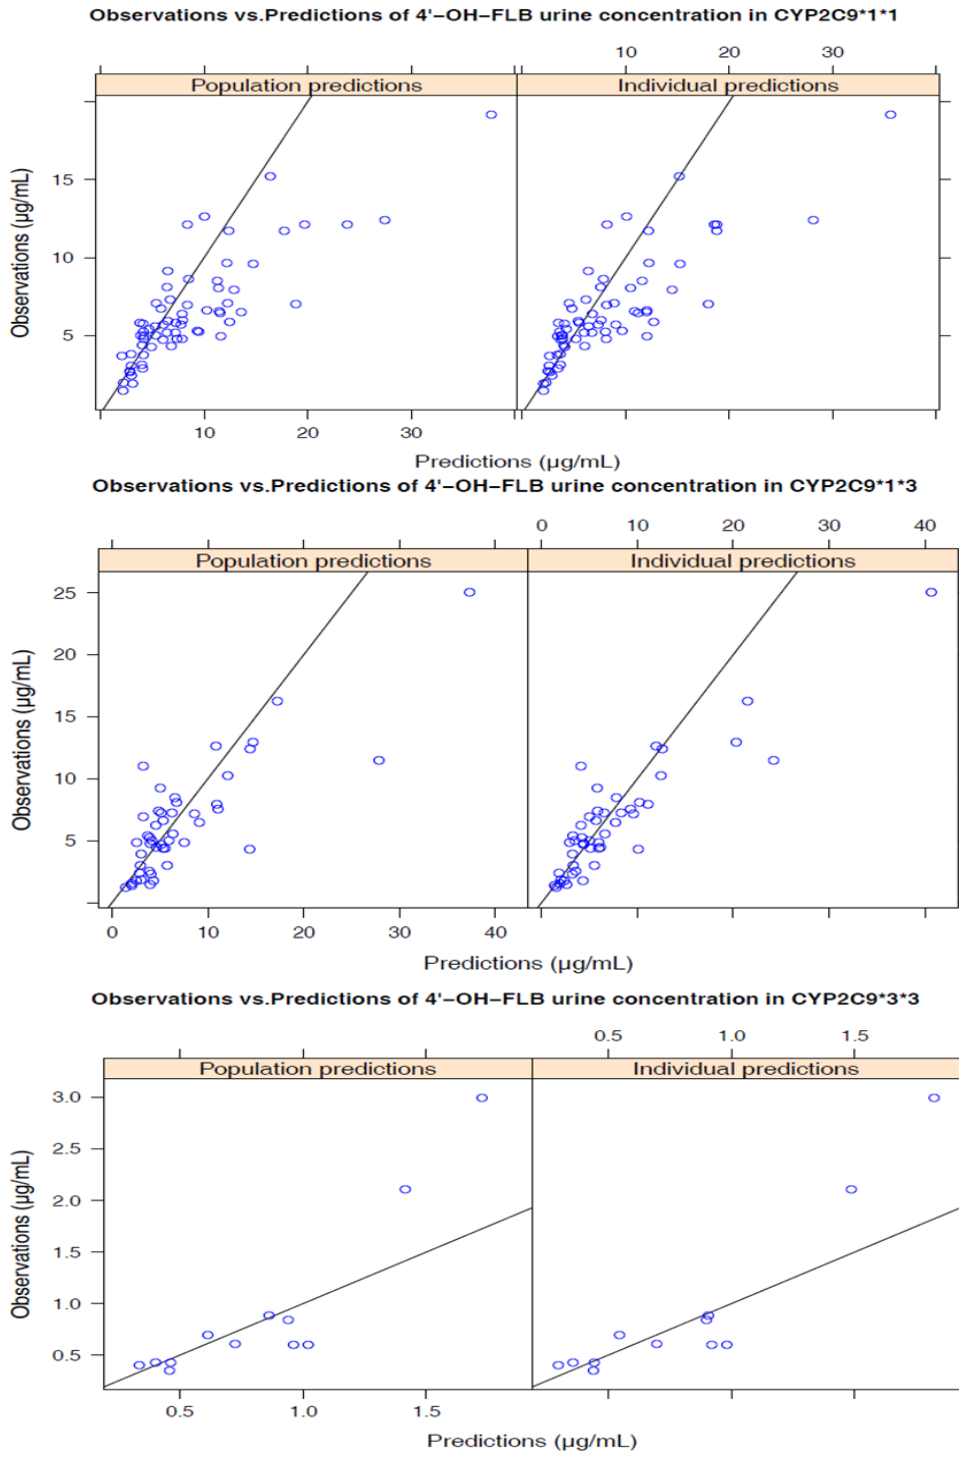 Observations vs.Predictions of 4'−OH−FLB urine concentration in CYP2C9*1*1
10 20 30
Population predictions Individual predictions
Observations (µg/mL)
15
10
5
10 20 30
Predictions (µg/mL)
Observations vs.Predictions of 4'−OH−FLB urine concentration in CYP2C9*1*3
0 10 20 30 40
Population predictions Individual predictions
Observations (µg/mL)
25
20
15
10
5
0 10 20 30 40
Predictions (µg/mL)
Observations vs.Predictions of 4'−OH−FLB urine concentration in CYP2C9*3*3
0.5 1.0 1.5
Population predictions Individual predictions
Observations (µg/mL)
3.0
2.5
2.0
1.5
1.0
0.5
0.5 1.0 1.5
Predictions (µg/mL)